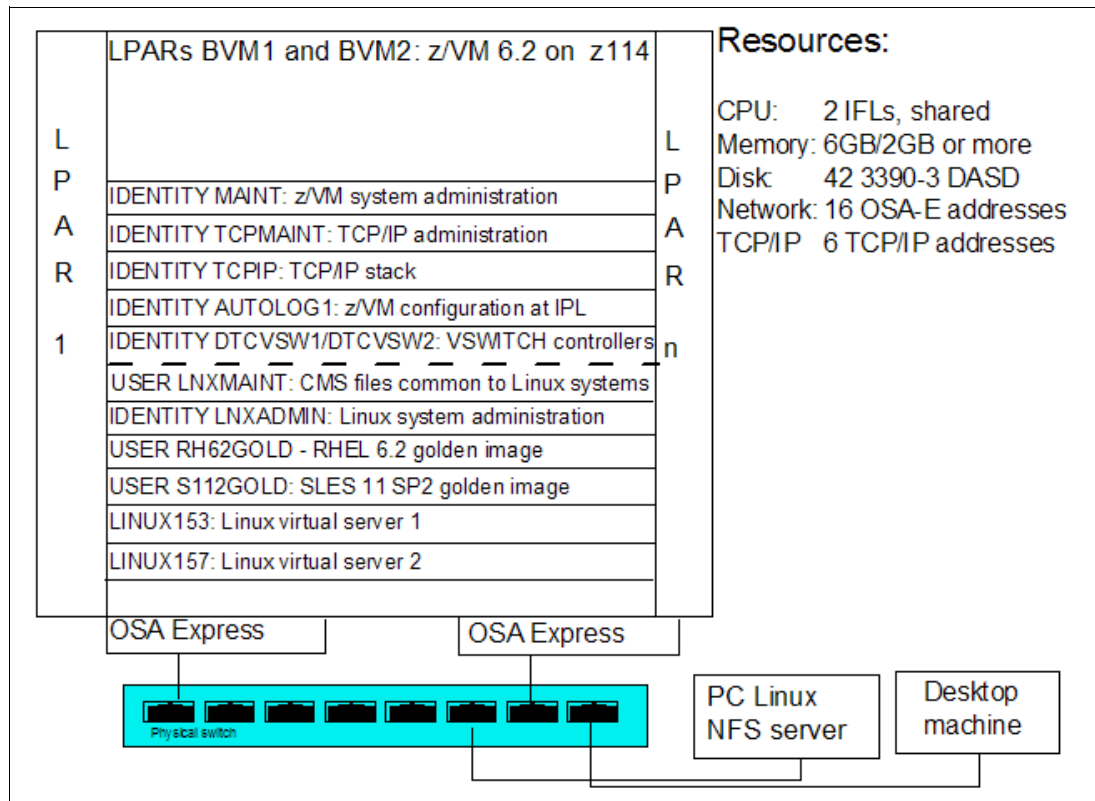 LPARs BVM1 and BVM2: z/VM 6.2 on z114
L
P
A
R
1
IDENTITY MAINT: z/VM system administration
IDENTITY TCPMAINT: TCP/IP administration
IDENTITY TCPIP: TCP/IP stack
IDENTITY AUTOLOG1: z/VM configuration at IPL
IDENTITY DTCVSW1/DTCVSW2: VSWITCH controllers
USER LNXMAINT: CMS files common to Linux systems
IDENTITY LNXADMIN: Linux system administration
USER RH62GOLD - RHEL 6.2 golden image
USER S112GOLD: SLES 11 SP2 golden image
LINUX153: Linux virtual server 1
LINUX157: Linux virtual server 2
L
P
A
R
n
Resources:
CPU: 2 IFLs, shared
Memory: 6GB/2GB or more
Disk: 42 3390-3 DASD
Network: 16 OSA-E addresses
TCP/IP 6 TCP/IP addresses
OSA Express
OSA Express
Physical switch
PC Linux
NFS server
Desktop
machine